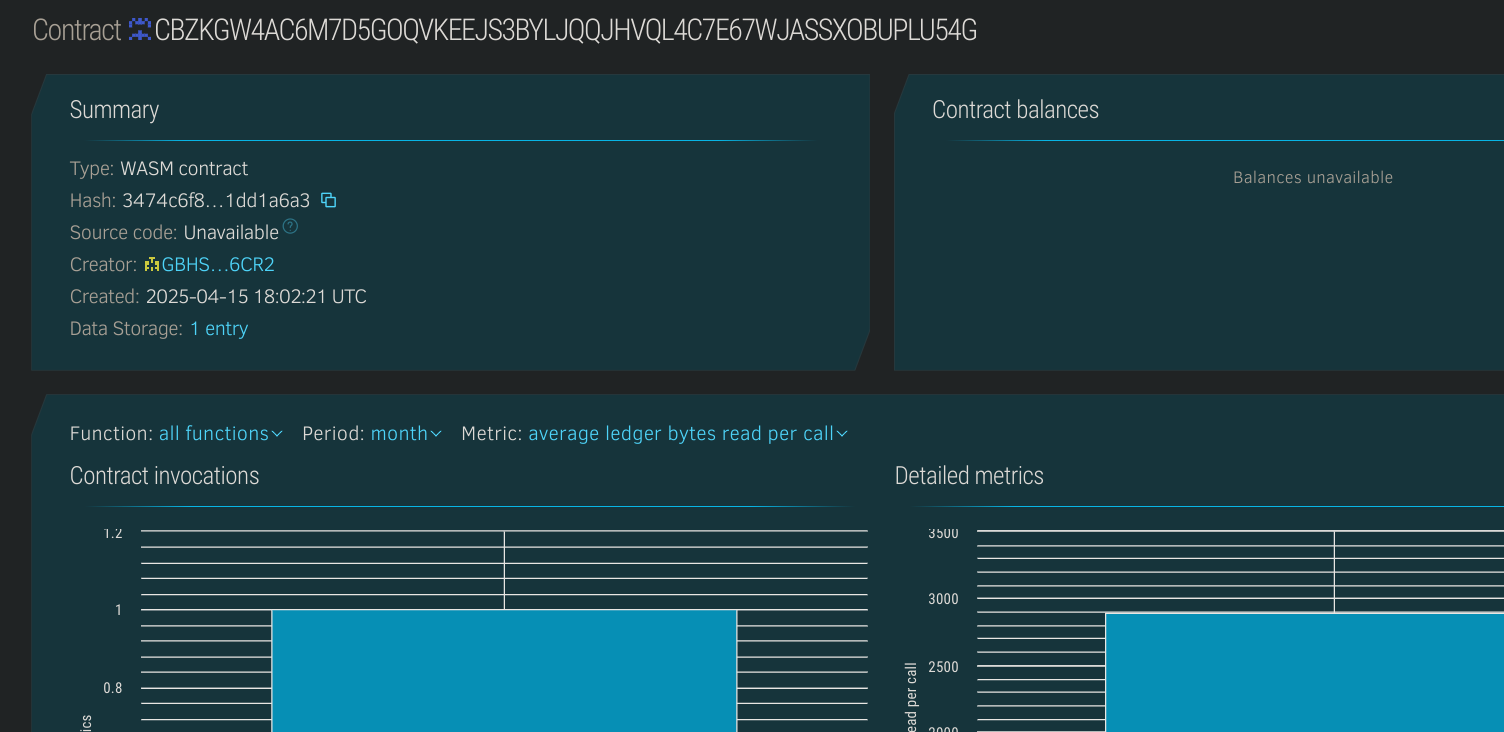 Contract CBZKGW4AC6M7D5GOQVKEEJS3BYLJQQJHVQL4C7E67WJASSXOBUPLU54G
Summary
Type: WASM contract
Hash: 3474c6f8...1dd1a6a3
Source code: Unavailable ?
Creator: GBHS...6CR2
Created: 2025-04-15 18:02:21 UTC
Data Storage: 1 entry
Contract balances
Balances unavailable
Function: all functions Period: month Metric: average ledger bytes read per call
Contract invocations
1.2
1
0.8
Detailed metrics
3500
3000
2500
per call